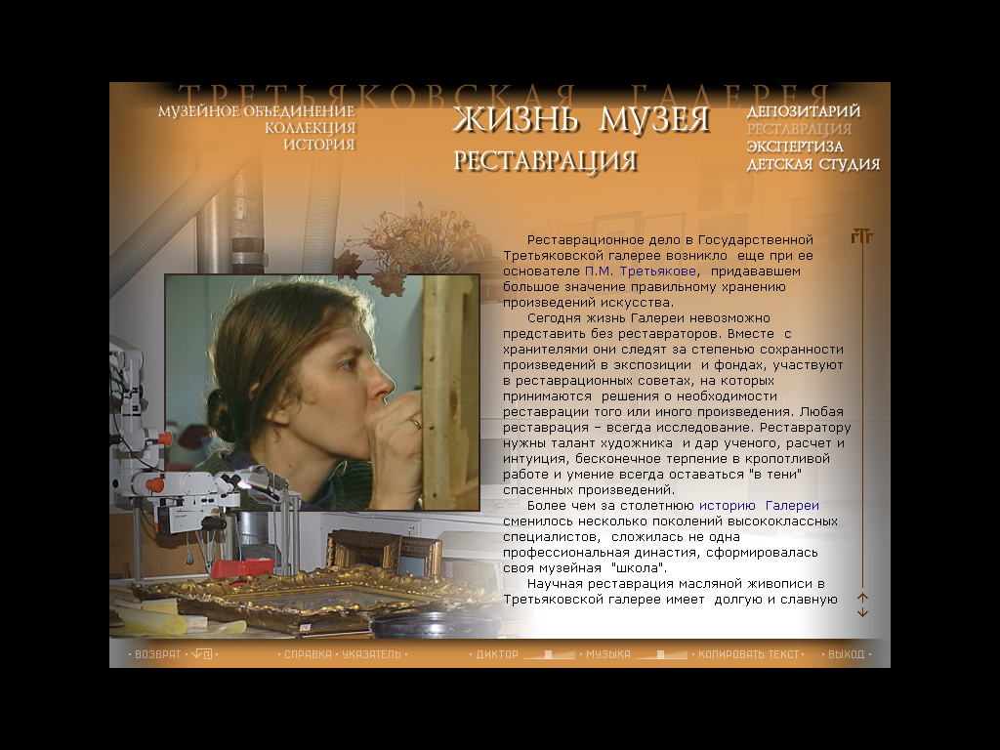 ТРЕТЬЯКОВСКАЯ ГАЛЕРЕЯ
МУЗЕЙНОЕ ОБЪЕДИНЕНИЕ
КОЛЛЕКЦИЯ
ИСТОРИЯ
ЖИЗНЬ МУЗЕЯ
РЕСТАВРАЦИЯ
ДЕПОЗИТАРИЙ
РЕСТАВРАЦИЯ
ЭКСПЕРТИЗА
ДЕТСКАЯ СТУДИЯ
Реставрационное дело в Государственной
Третьяковской галерее возникло еще при ее
основателе П.М. Третьякове, придававшем
большое значение правильному хранению
произведений искусства.
Сегодня жизнь Галереи невозможно
представить без реставраторов. Вместе с
хранителями они следят за степенью сохранности
произведений в экспозиции и фондах, участвуют
в реставрационных советах, на которых
принимаются решения о необходимости
реставрации того или иного произведения. Любая
реставрация – всегда исследование. Реставратору
нужны талант художника и дар ученого, расчет и
интуиция, бесконечное терпение в кропотливой
работе и умение всегда оставаться "в тени"
спасенных произведений.
Более чем за столетнюю историю Галереи
сменилось несколько поколений высококлассных
специалистов, сложилась не одна
профессиональная династия, сформировалась
своя музейная "школа".
Научная реставрация масляной живописи в
Третьяковской галерее имеет долгую и славную
• ВОЗВРАТ • • • СПРАВКА • УКАЗАТЕЛЬ • • ДИКТОР • МУЗЫКА • КОПИРОВАТЬ ТЕКСТ • • ВЫХОД •